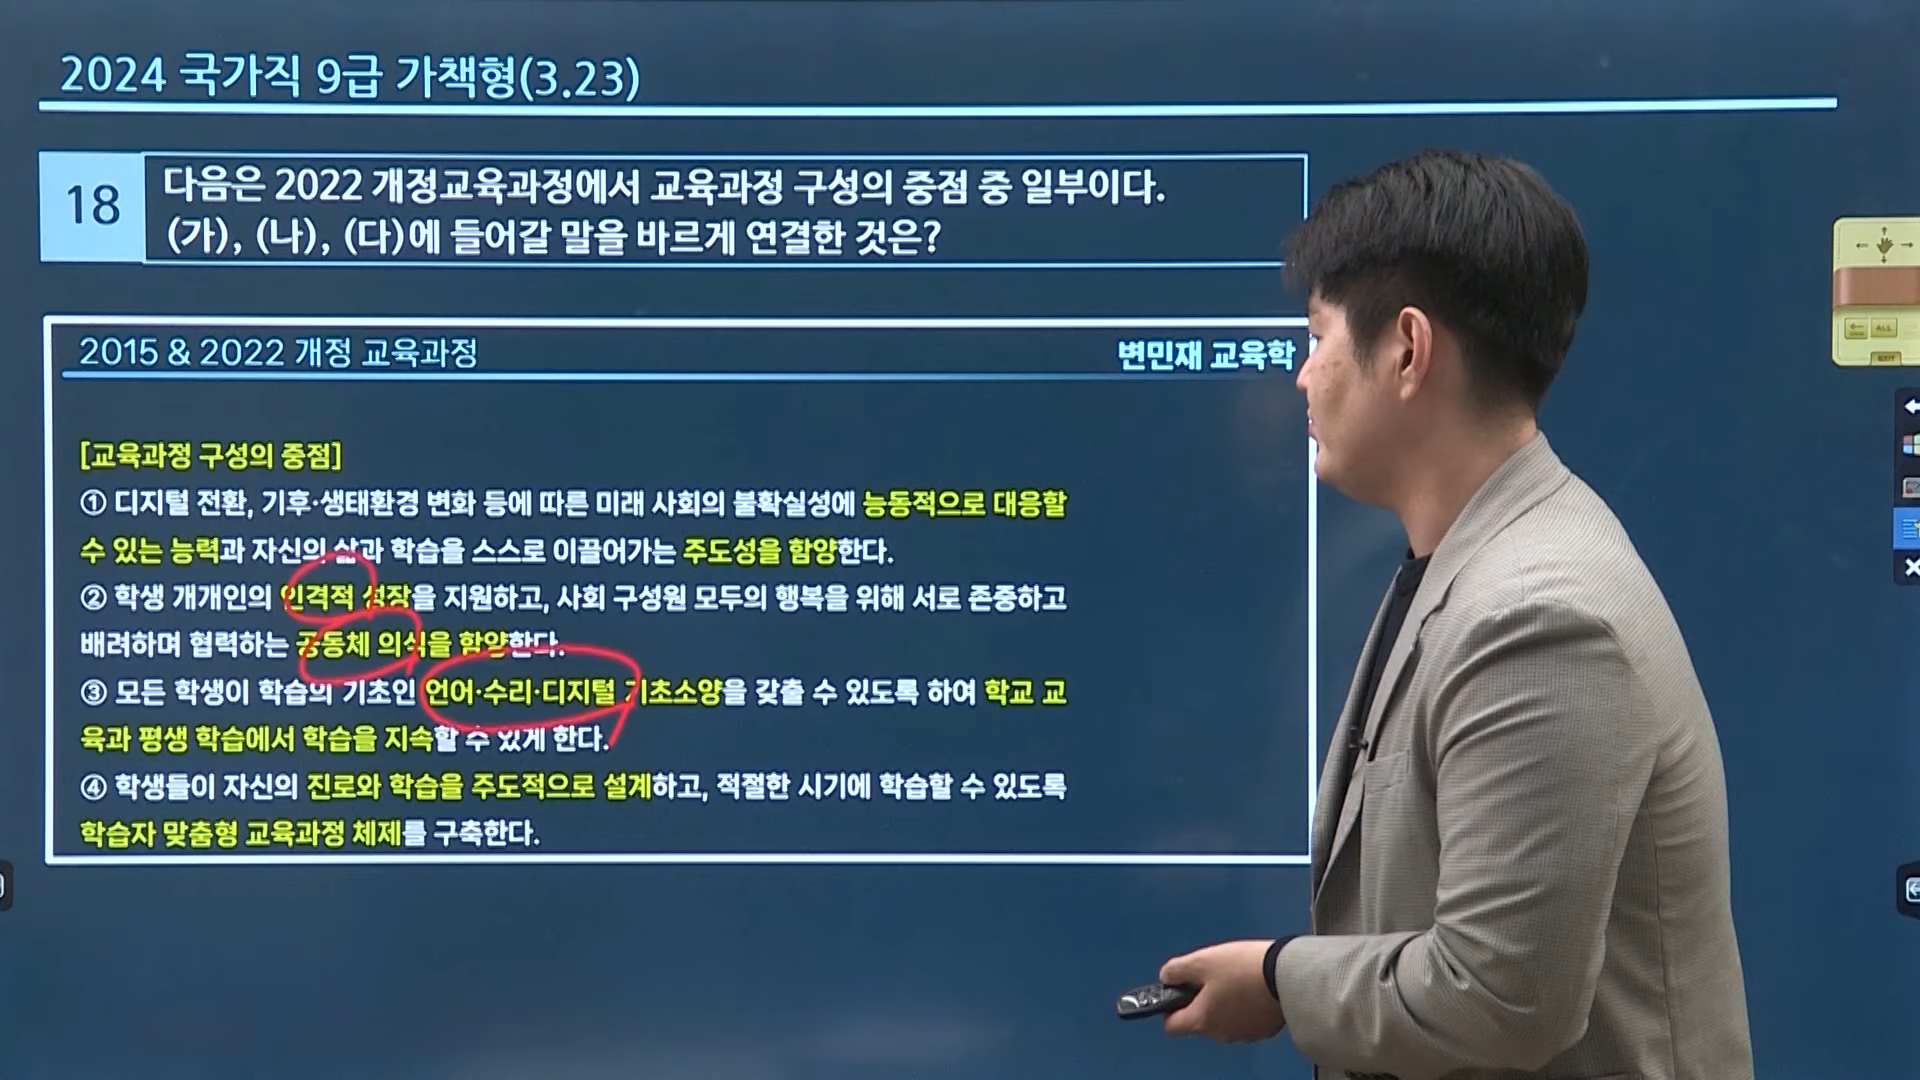 2024 국가직 9급 가책형(3.23)
18
다음은 2022 개정교육과정에서 교육과정 구성의 중점 중 일부이다.
(가), (나), (다)에 들어갈 말을 바르게 연결한 것은?
2015 & 2022 개정 교육과정
변민재 교육학
[교육과정 구성의 중점]
① 디지털 전환, 기후·생태환경 변화 등에 따른 미래 사회의 불확실성에 능동적으로 대응할
수 있는 능력과 자신의 삶과 학습을 스스로 이끌어가는 주도성을 함양한다.
② 학생 개개인의 인격적 성장을 지원하고, 사회 구성원 모두의 행복을 위해 서로 존중하고
배려하며 협력하는 공동체 의식을 함양한다.
③ 모든 학생이 학습의 기초인 언어·수리·디지털 기초소양을 갖출 수 있도록 하여 학교 교
육과 평생 학습에서 학습을 지속할 수 있게 한다.
④ 학생들이 자신의 진로와 학습을 주도적으로 설계하고, 적절한 시기에 학습할 수 있도록
학습자 맞춤형 교육과정 체제를 구축한다.
ALL
EXIT